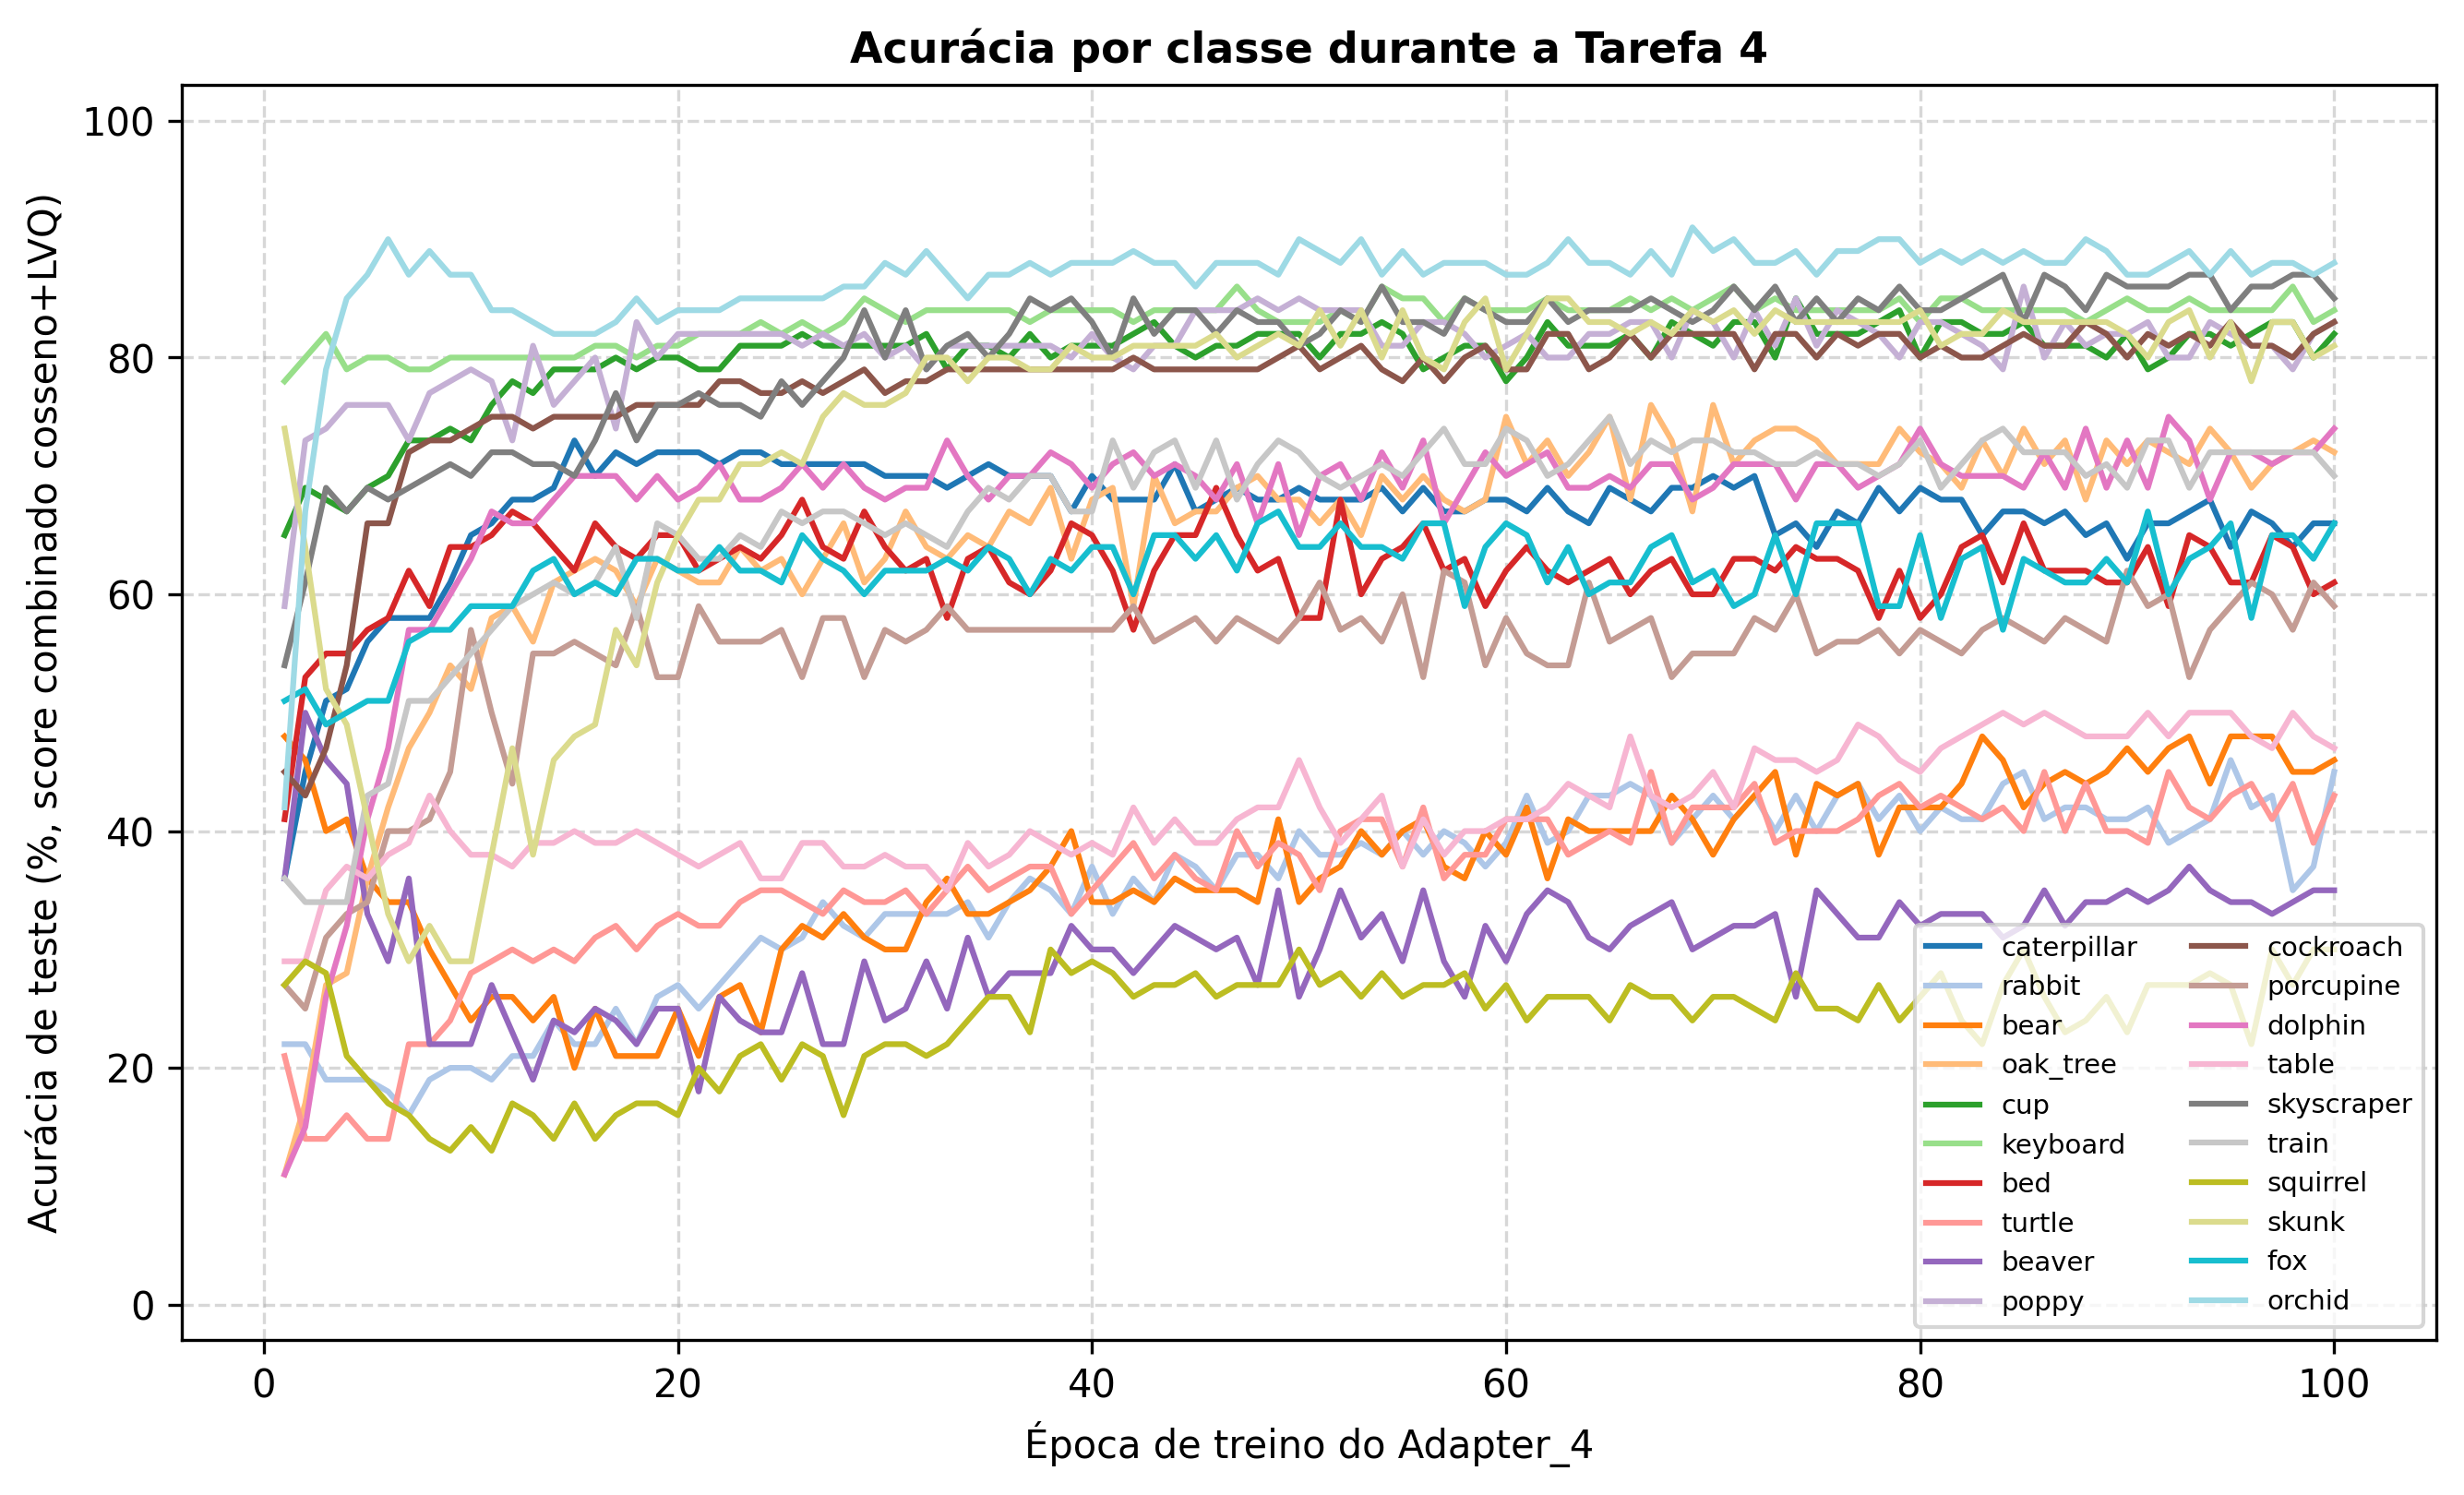 Acurácia por classe durante a Tarefa 4
Acurácia de teste (%, score combinado cosseno+LVQ)
100
80
60
40
20
0
0
20
40
60
80
100
Época de treino do Adapter_4
caterpillar
rabbit
bear
oak_tree
cup
keyboard
bed
turtle
beaver
poppy
cockroach
porcupine
dolphin
table
skyscraper
train
squirrel
skunk
fox
orchid